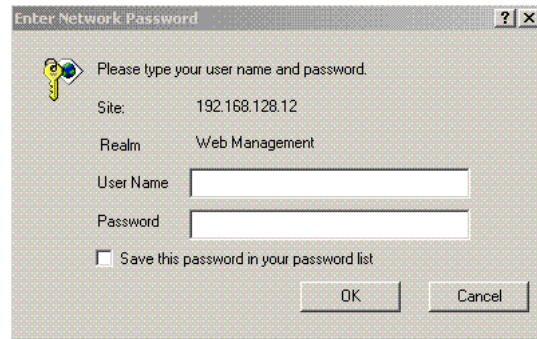 Enter Network Password
Please type your user name and password.
Site: 192.168.128.12
Realm Web Management
User Name
Password
Save this password in your password list
OK Cancel